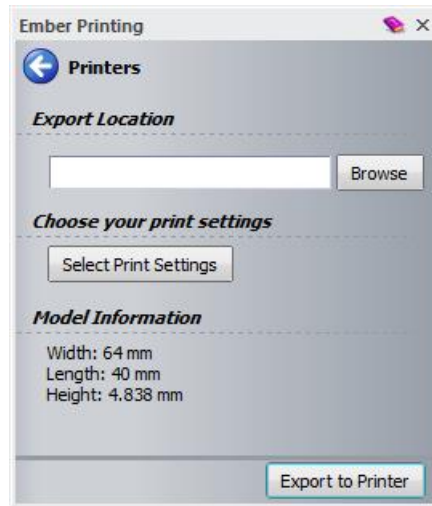 Ember Printing
Printers
Export Location
Browse
Choose your print settings
Select Print Settings
Model Information
Width: 64 mm
Length: 40 mm
Height: 4.838 mm
Export to Printer